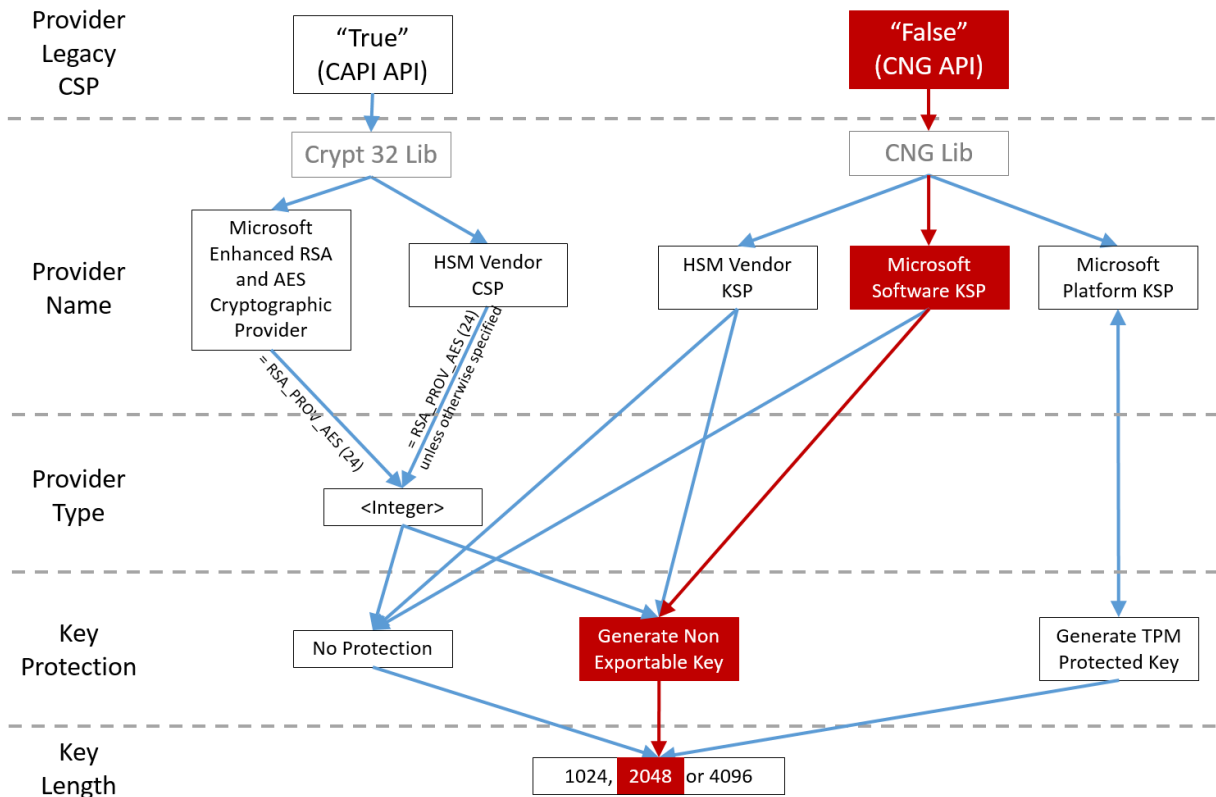 Provider
Legacy
CSP
“True”
(CAPI API)
“False”
(CNG API)
Crypt 32 Lib
CNG Lib
Provider
Name
Microsoft
Enhanced RSA
and AES
Cryptographic
Provider
HSM Vendor
CSP
HSM Vendor
KSP
Microsoft
Software KSP
Microsoft
Platform KSP
= RSA_PROV_AES (24)
= RSA_PROV_AES (24)
unless otherwise specified
Provider
Type
<Integer>
Key
Protection
No Protection
Generate Non
Exportable Key
Generate TPM
Protected Key
Key
Length
1024, 2048 or 4096